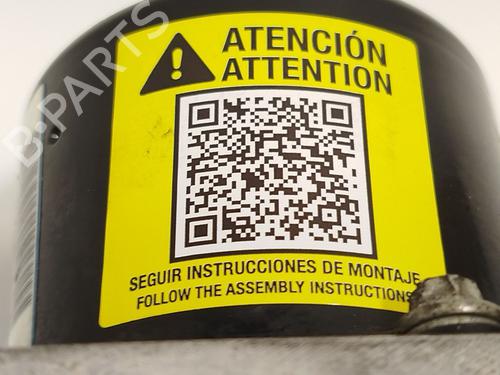 ATENCIÓN
ATTENTION
SEGUIR INSTRUCCIONES DE MONTAJE
FOLLOW THE ASSEMBLY INSTRUCTIONS
B-PARTS